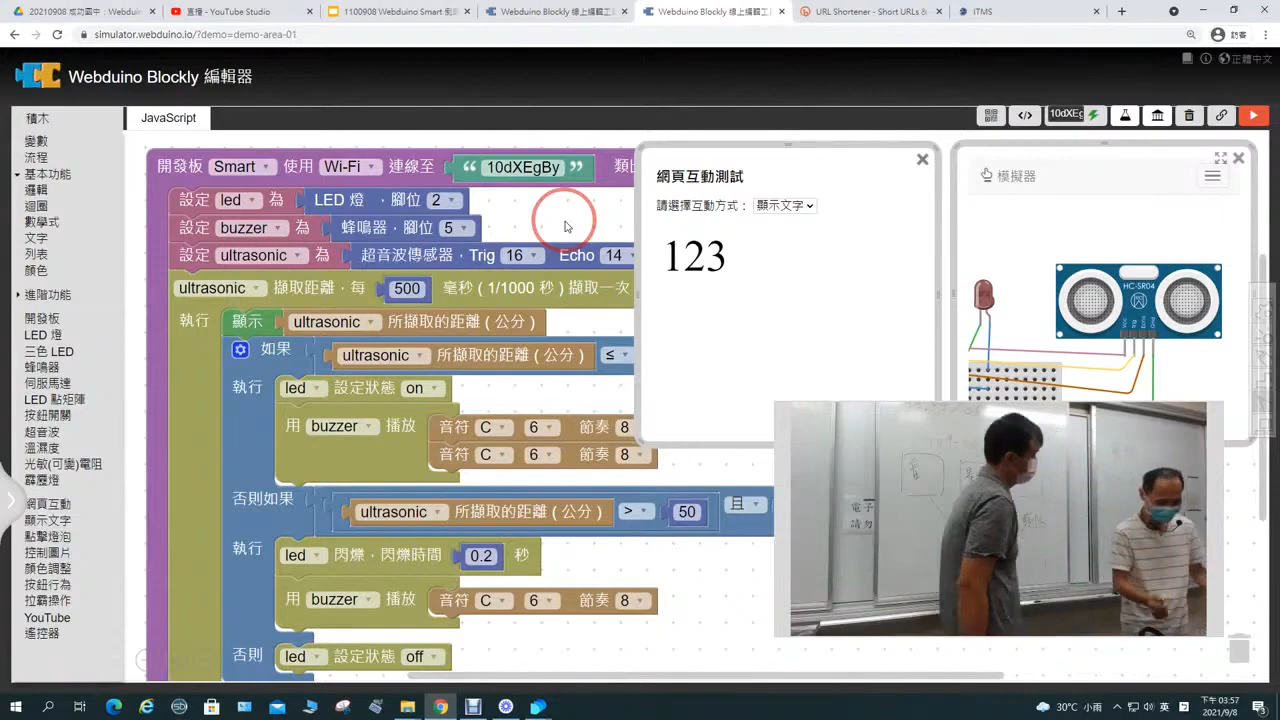 20210908 成功國中：Webduin
直播 - YouTube Studio
1100908 Webduino Smart
Webduino Blockly 線上編輯工
Webduino Blockly 線上編輯工
URL Shortener - Short URLs &
iTMS
simulator.webduino.io/?demo=demo-area-01
訪客
Webduino Blockly 編輯器
正體中文
積木
JavaScript
10dXEg
變數
流程
基本功能
邏輯
迴圈
數學式
文字
列表
顏色
進階功能
開發板
LED 燈
三色 LED
蜂鳴器
伺服馬達
LED 點矩陣
按鈕開關
超音波
溫濕度
光敏(可變)電阻
霹靂燈
網頁互動
顯示文字
點擊燈泡
控制圖片
顏色調整
按鈕行為
拉霸操作
YouTube
遙控器
開發板 Smart 使用 Wi-Fi 連線至 “ 10dXEgBy ” 類
設定 led 為 LED 燈 ，腳位 2
設定 buzzer 為 蜂鳴器，腳位 5
設定 ultrasonic 為 超音波傳感器，Trig 16 Echo 14
ultrasonic 擷取距離，每 500 毫秒 ( 1/1000 秒 ) 擷取一次
執行 顯示 ultrasonic 所擷取的距離 ( 公分 )
如果 ultrasonic 所擷取的距離 ( 公分 ) ≤
執行 led 設定狀態 on
用 buzzer 播放 音符 C 6 節奏 8
音符 C 6 節奏 8
否則如果 ultrasonic 所擷取的距離 ( 公分 ) > 50 且
執行 led 閃爍，閃爍時間 0.2 秒
用 buzzer 播放 音符 C 6 節奏 8
否則 led 設定狀態 off
網頁互動測試
請選擇互動方式： 顯示文字
123
模擬器
HC-SR04
Vcc
Trig
Echo
Gnd
電子
請勿
30°C 小雨
英
下午 03:57
2021/9/8
3